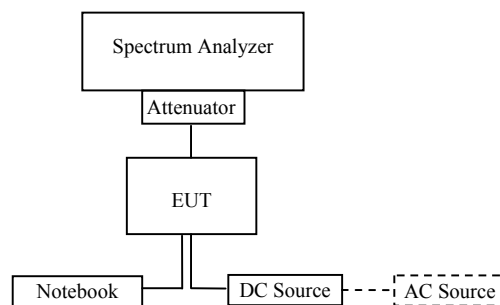 Spectrum Analyzer
Attenuator
EUT
Notebook
DC Source
AC Source